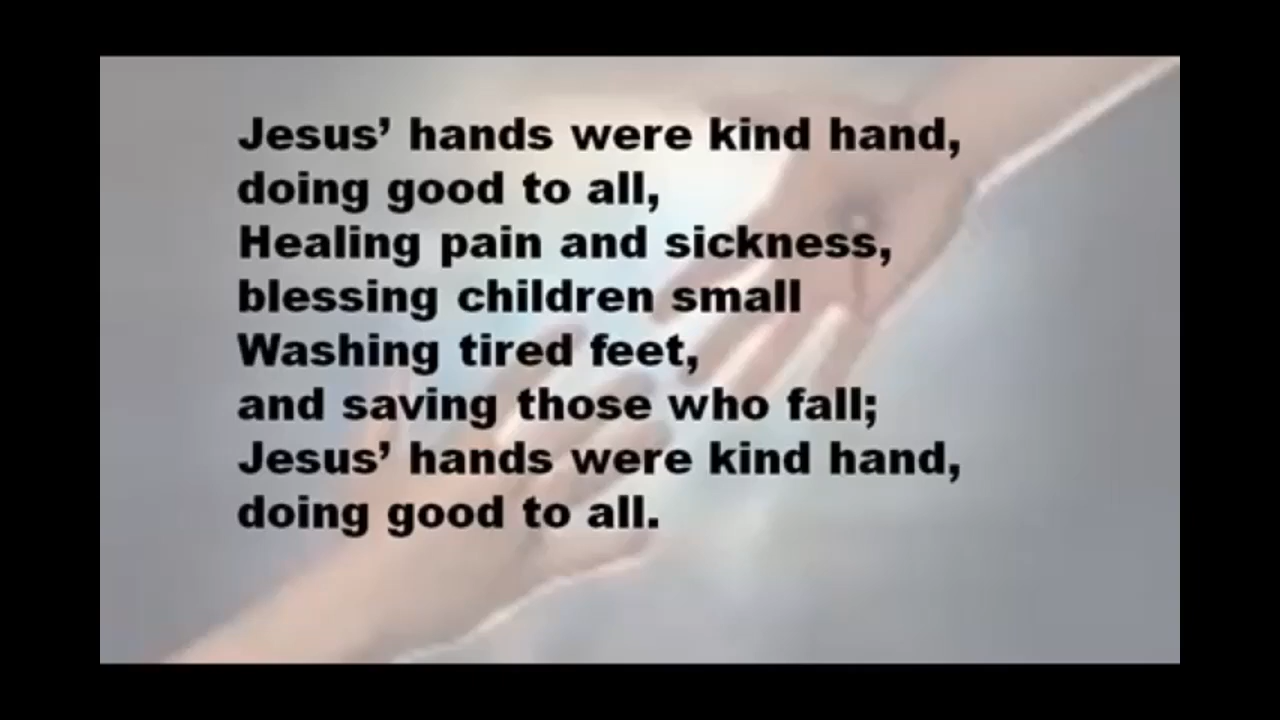 Jesus’ hands were kind hand,
doing good to all,
Healing pain and sickness,
blessing children small
Washing tired feet,
and saving those who fall;
Jesus’ hands were kind hand,
doing good to all.